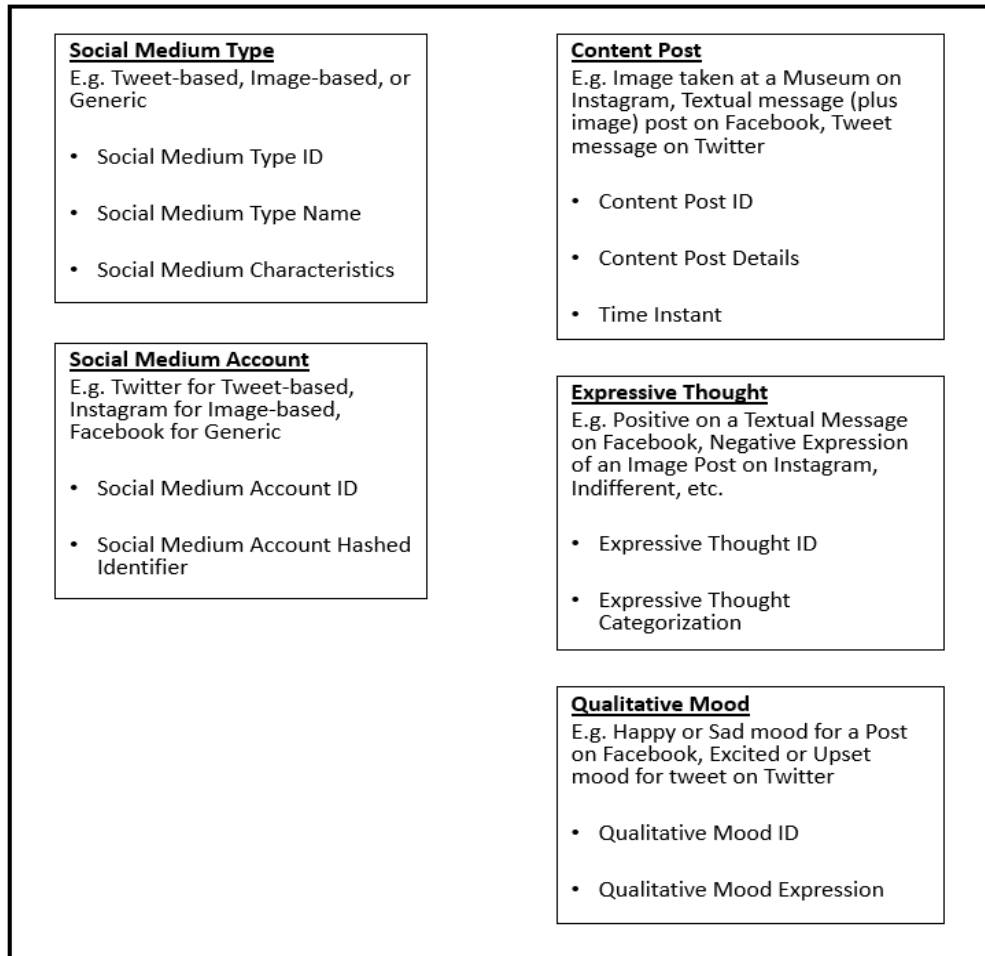 Social Medium Type
E.g. Tweet-based, Image-based, or
Generic
• Social Medium Type ID
• Social Medium Type Name
• Social Medium Characteristics
Social Medium Account
E.g. Twitter for Tweet-based,
Instagram for Image-based,
Facebook for Generic
• Social Medium Account ID
• Social Medium Account Hashed
Identifier
Content Post
E.g. Image taken at a Museum on
Instagram, Textual message (plus
image) post on Facebook, Tweet
message on Twitter
• Content Post ID
• Content Post Details
• Time Instant
Expressive Thought
E.g. Positive on a Textual Message
on Facebook, Negative Expression
of an Image Post on Instagram,
Indifferent, etc.
• Expressive Thought ID
• Expressive Thought
Categorization
Qualitative Mood
E.g. Happy or Sad mood for a Post
on Facebook, Excited or Upset
mood for tweet on Twitter
• Qualitative Mood ID
• Qualitative Mood Expression